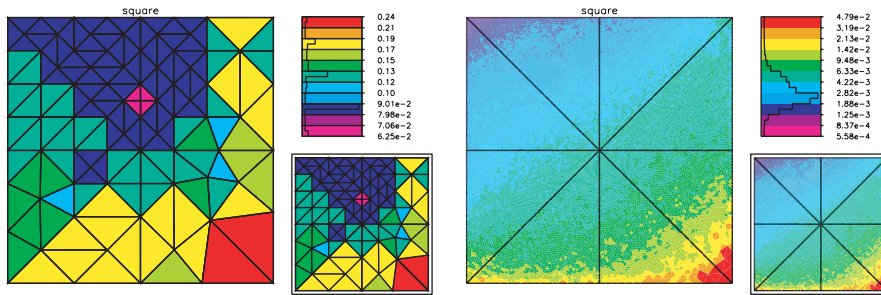 square
0.24
0.21
0.19
0.17
0.15
0.13
0.12
0.10
9.01e-2
7.98e-2
7.06e-2
6.25e-2
square
4.79e-2
3.19e-2
2.13e-2
1.42e-2
9.48e-3
6.33e-3
4.22e-3
2.82e-3
1.88e-3
1.25e-3
8.37e-4
5.58e-4